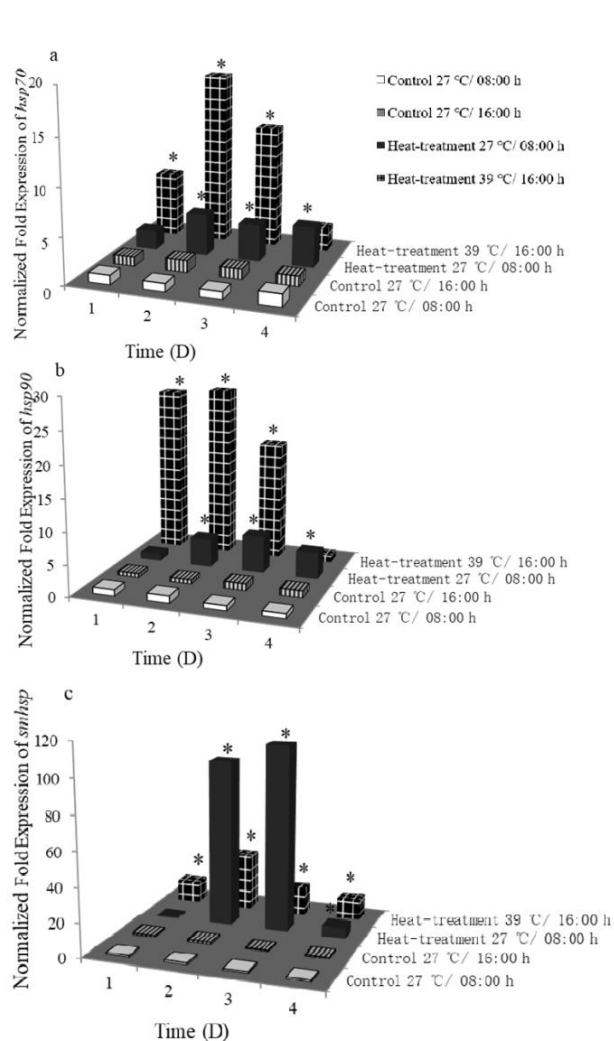 a
Normalized Fold Expression of hsp70
20
15
10
5
0
* * * * * *
□Control 27 ℃/ 08:00 h
■Control 27 ℃/ 16:00 h
■Heat-treatment 27 ℃/ 08:00 h
■Heat-treatment 39 ℃/ 16:00 h
Heat-treatment 39 ℃/ 16:00 h
Heat-treatment 27 ℃/ 08:00 h
Control 27 ℃/ 16:00 h
Control 27 ℃/ 08:00 h
1 2 3 4
Time (D)
b
Normalized Fold Expression of hsp90
30
25
20
15
10
5
0
* * * * * *
Heat-treatment 39 ℃/ 16:00 h
Heat-treatment 27 ℃/ 08:00 h
Control 27 ℃/ 16:00 h
Control 27 ℃/ 08:00 h
1 2 3 4
Time (D)
c
Normalized Fold Expression of smhsp
120
100
80
60
40
20
0
* * * * * * *
Heat-treatment 39 ℃/ 16:00 h
Heat-treatment 27 ℃/ 08:00 h
Control 27 ℃/ 16:00 h
Control 27 ℃/ 08:00 h
1 2 3 4
Time (D)